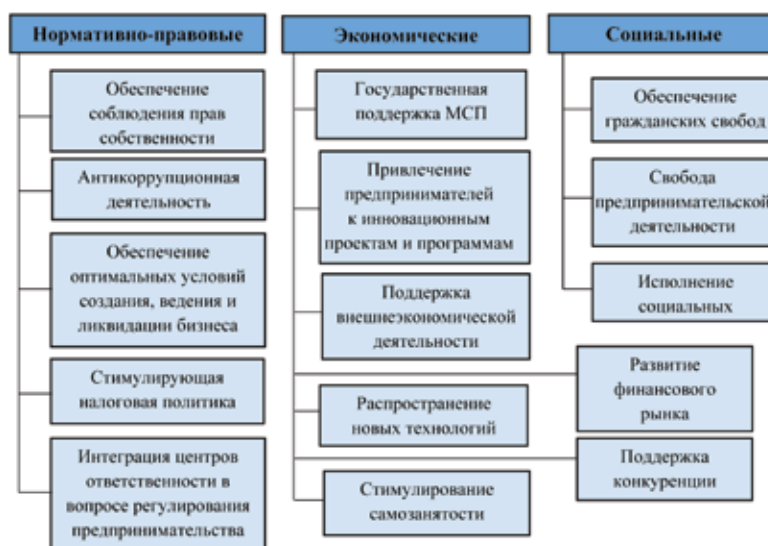 Нормативно-правовые
Обеспечение
соблюдения прав
собственности
Антикоррупционная
деятельность
Обеспечение
оптимальных условий
создания, ведения и
ликвидации бизнеса
Стимулирующая
налоговая политика
Интеграция центров
ответственности в
вопросе регулирования
предпринимательства
Экономические
Государственная
поддержка МСП
Привлечение
предпринимателей
к инновационным
проектам и программам
Поддержка
внешнеэкономической
деятельности
Распространение
новых технологий
Стимулирование
самозанятости
Социальные
Обеспечение
гражданских свобод
Свобода
предпринимательской
деятельности
Исполнение
социальных
Развитие
финансового
рынка
Поддержка
конкуренции